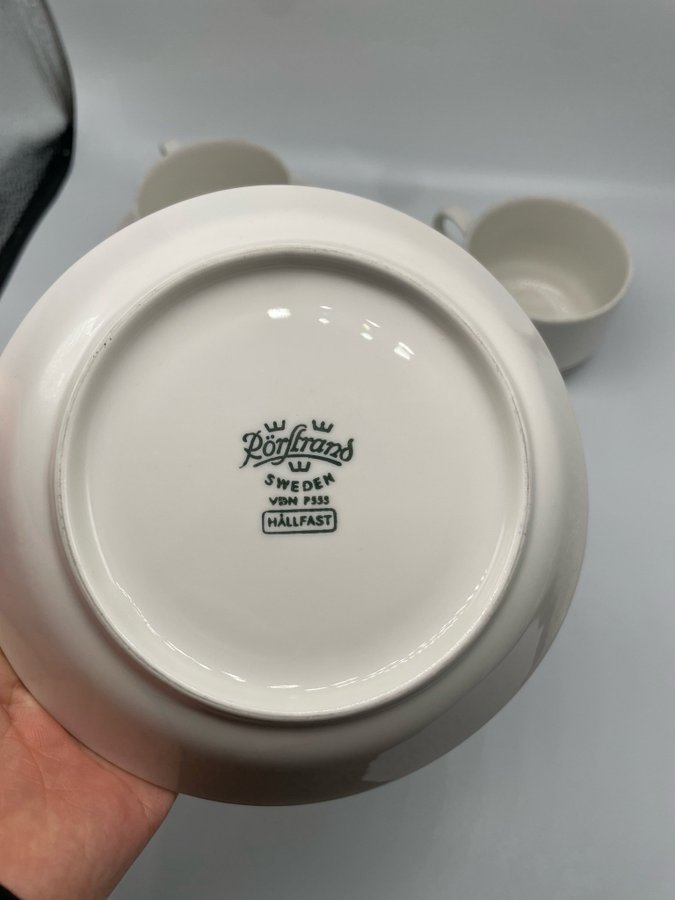 Rörstrand
SWEDEN
VDN P555
HÅLLFAST